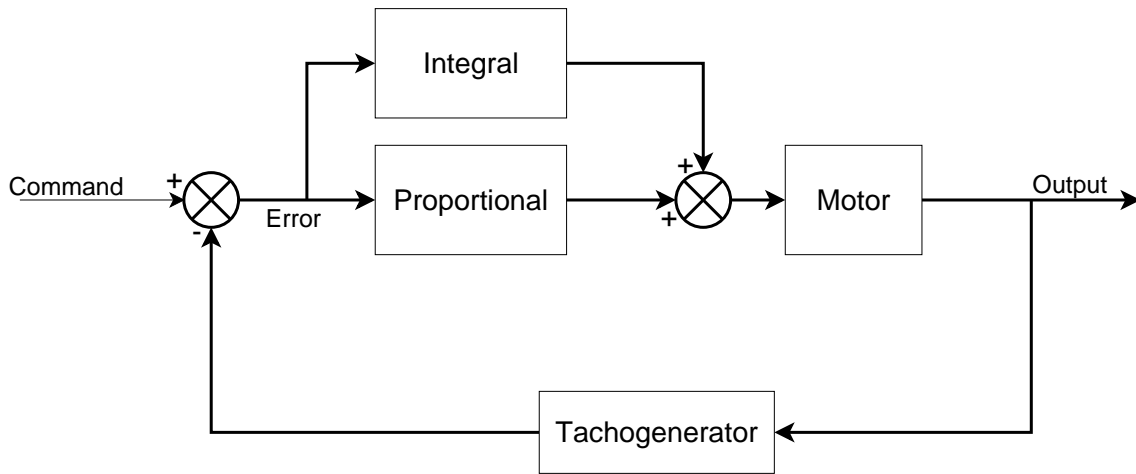 Integral
+
Command
+
-
Error
Proportional
+
Motor
Output
Tachogenerator